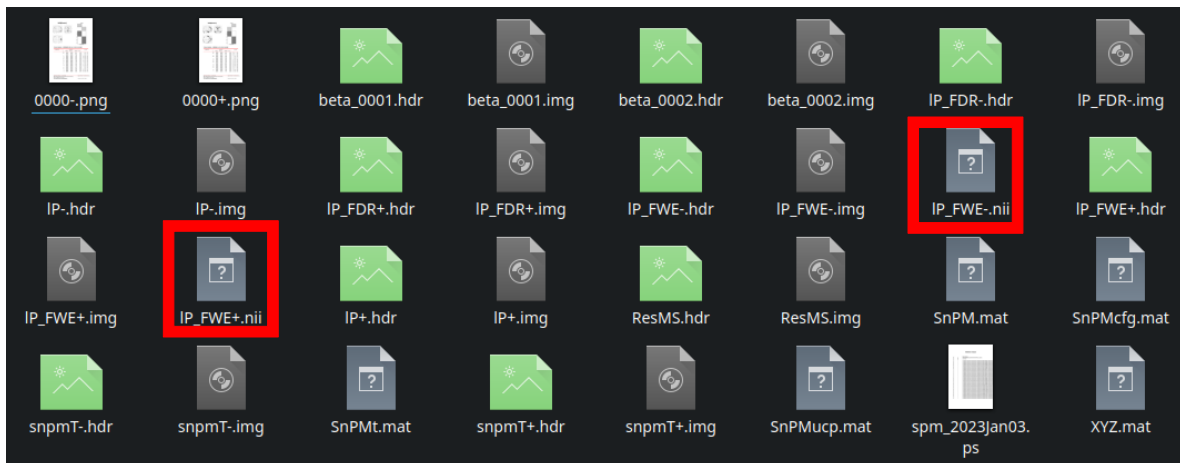 0000-.png
0000+.png
beta_0001.hdr
beta_0001.img
beta_0002.hdr
beta_0002.img
lP_FDR-.hdr
lP_FDR-.img
lP-.hdr
lP-.img
lP_FDR+.hdr
lP_FDR+.img
lP_FWE-.hdr
lP_FWE-.img
lP_FWE-.nii
lP_FWE+.hdr
lP_FWE+.img
lP_FWE+.nii
lP+.hdr
lP+.img
ResMS.hdr
ResMS.img
SnPM.mat
SnPMcfg.mat
snpmT-.hdr
snpmT-.img
SnPMt.mat
snpmT+.hdr
snpmT+.img
SnPMucp.mat
spm_2023Jan03.
ps
XYZ.mat